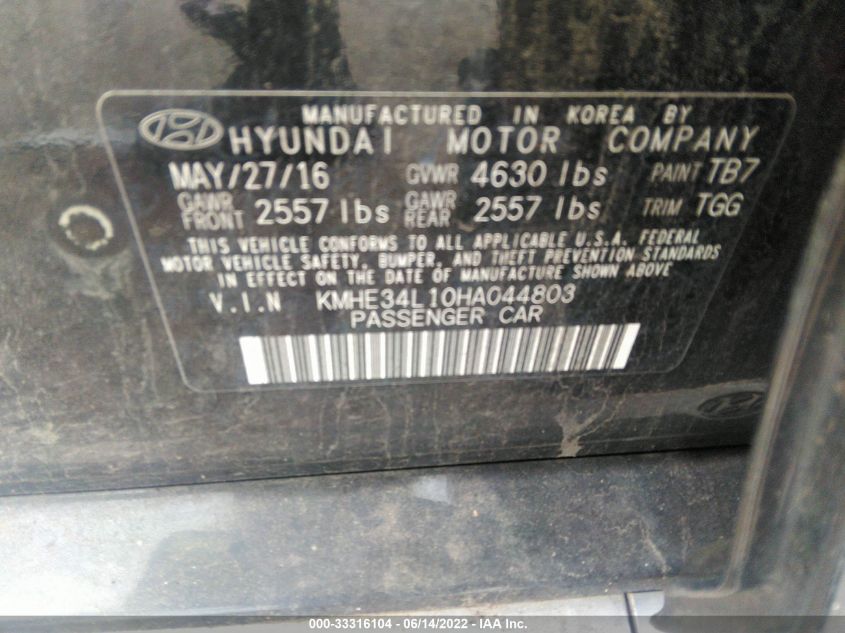 MANUFACTURED IN KOREA BY
HYUNDAI MOTOR COMPANY
MAY/27/16 GVWR 4630 lbs PAINT TB7
GAWR FRONT 2557 lbs GAWR REAR 2557 lbs TRIM TGG
THIS VEHICLE CONFORMS TO ALL APPLICABLE U.S.A. FEDERAL
MOTOR VEHICLE SAFETY, BUMPER, AND THEFT PREVENTION STANDARDS
IN EFFECT ON THE DATE OF MANUFACTURE SHOWN ABOVE
V.I.N KMHE34L10HA044803
PASSENGER CAR
000-33316104 - 06/14/2022 - IAA Inc.